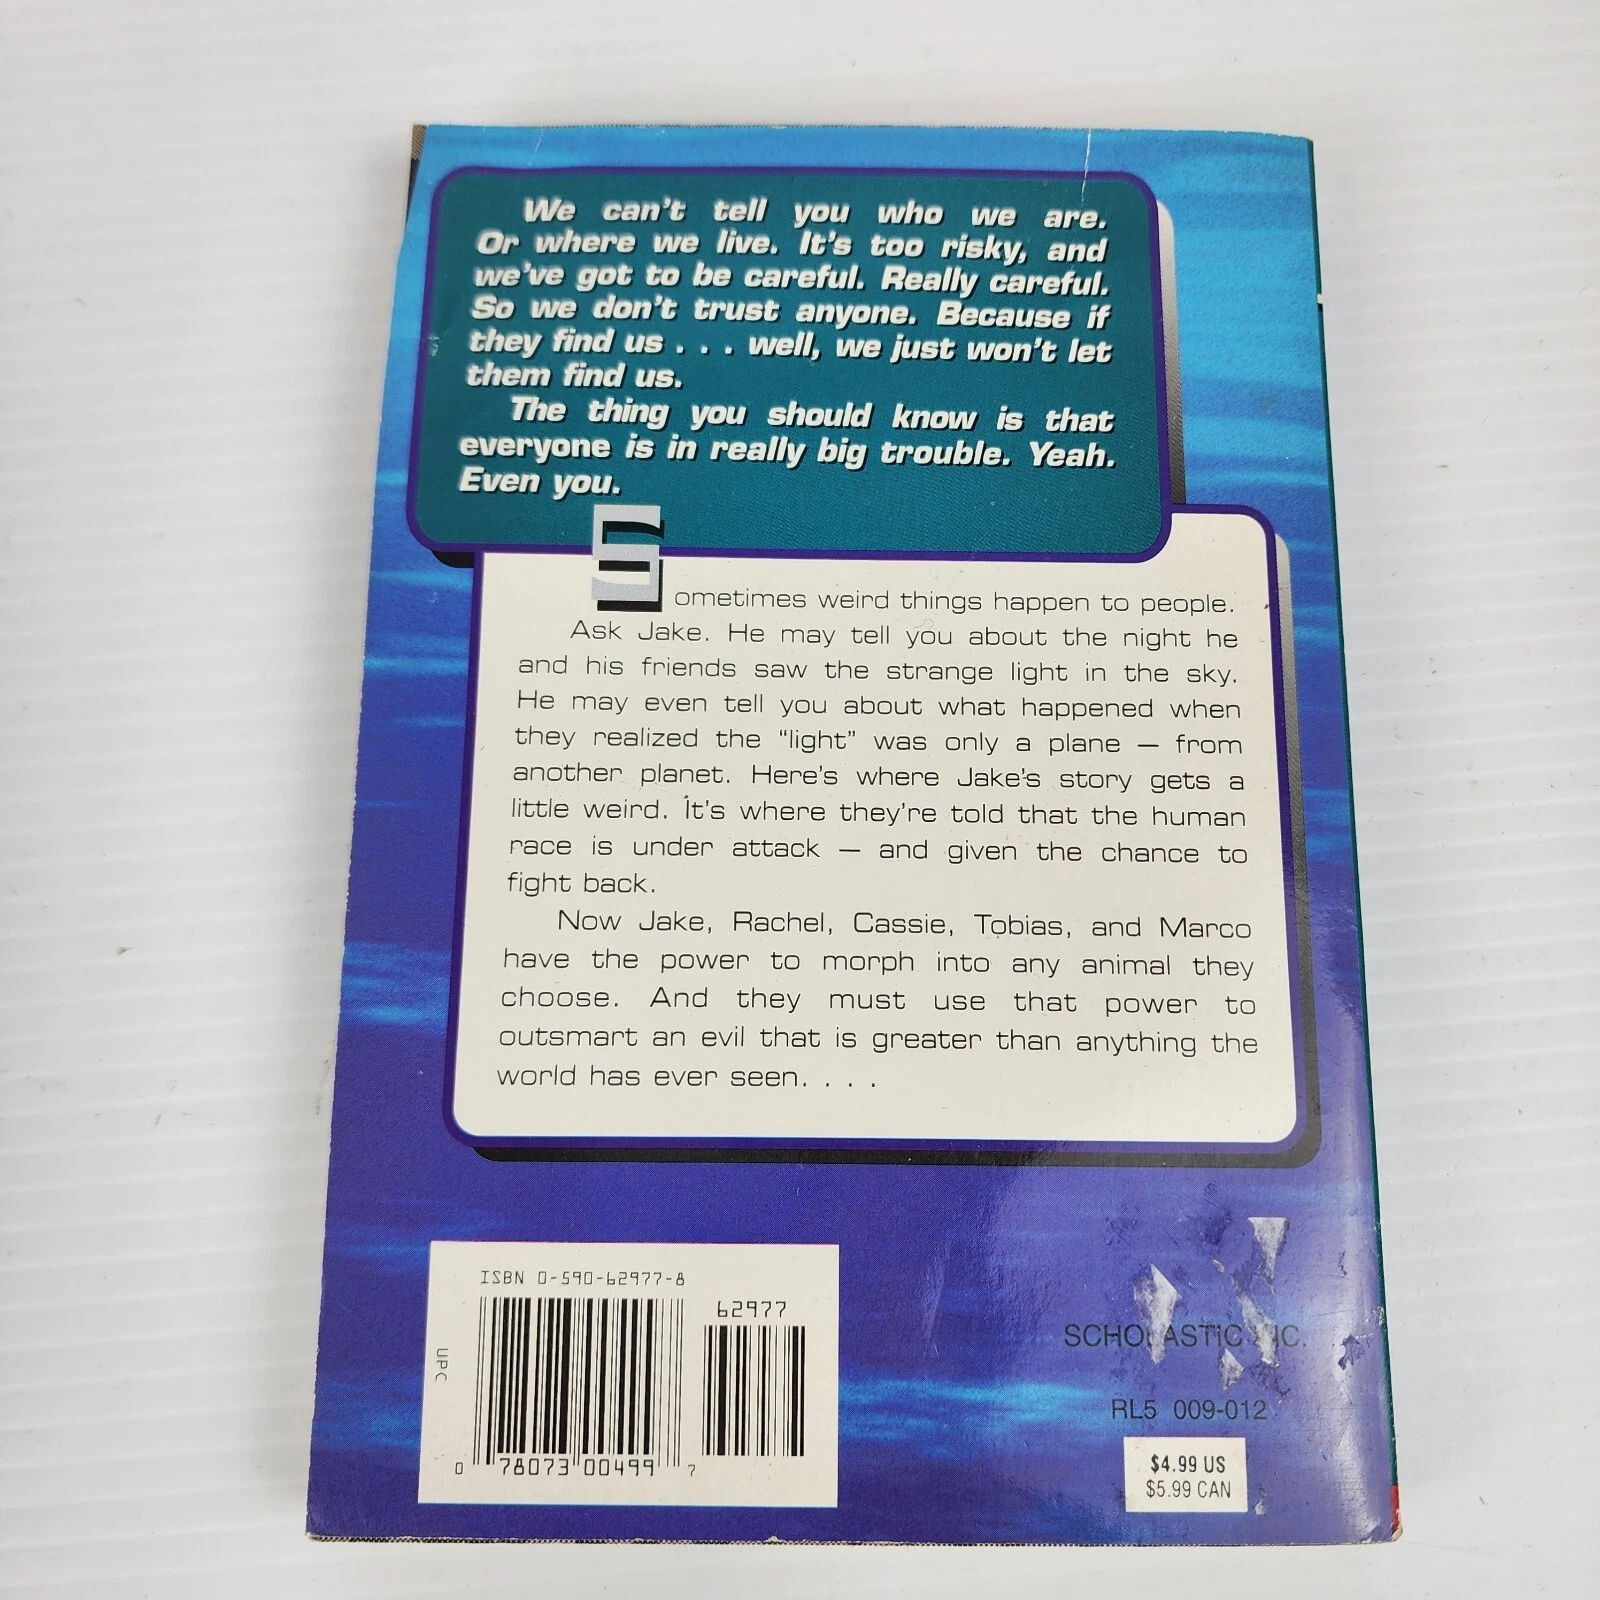 We can't tell you who we are.
Or where we live. It's too risky, and
we've got to be careful. Really careful.
So we don't trust anyone. Because if
they find us . . . well, we just won't let
them find us.
The thing you should know is that
everyone is in really big trouble. Yeah.
Even you.
Sometimes weird things happen to people.
Ask Jake. He may tell you about the night he
and his friends saw the strange light in the sky.
He may even tell you about what happened when
they realized the "light" was only a plane — from
another planet. Here's where Jake's story gets a
little weird. It's where they're told that the human
race is under attack — and given the chance to
fight back.
Now Jake, Rachel, Cassie, Tobias, and Marco
have the power to morph into any animal they
choose. And they must use that power to
outsmart an evil that is greater than anything the
world has ever seen. . . .
ISBN 0-590-62977-8
62977
UPC
0 78073 00499 7
SCHOLASTIC INC.
RL5 009-012
$4.99 US
$5.99 CAN